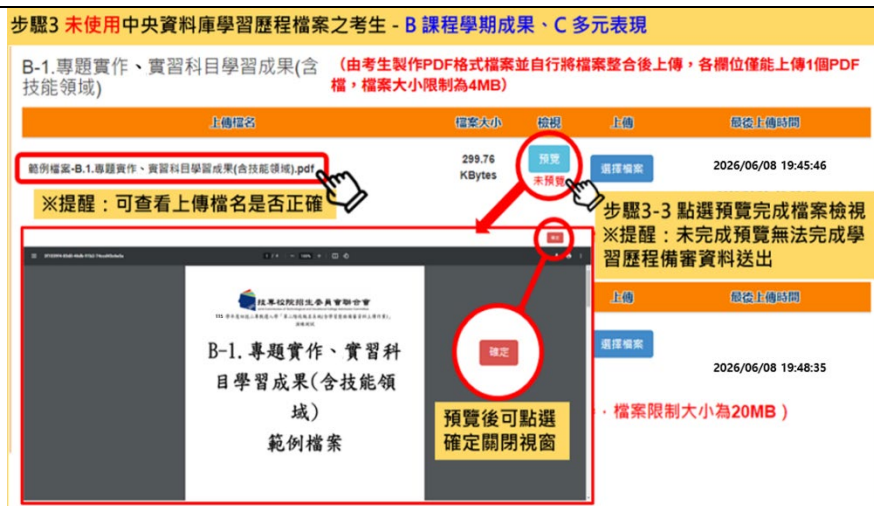 步驟3 未使用中央資料庫學習歷程檔案之考生 - B 課程學期成果、C 多元表現
B-1.專題實作、實習科目學習成果(含
技能領域)
(由考生製作PDF格式檔案並自行將檔案整合後上傳，各欄位僅能上傳1個PDF
檔，檔案大小限制為4MB)
上傳檔名 檔案大小 檢視 上傳 最後上傳時間
範例檔案-B.1.專題實作、實習科目學習成果(含技能領域).pdf
299.76
KBytes
預覽
未預覽
選擇檔案
2026/06/08 19:45:46
※提醒：可查看上傳檔名是否正確
步驟3-3 點選預覽完成檔案檢視
※提醒：未完成預覽無法完成學
習歷程備審資料送出
確定
技專校院招生委員會聯合會
B-1.專題實作、實習科
目學習成果(含技能領
域)
範例檔案
確定
預覽後可點選
確定關閉視窗
上傳 最後上傳時間
選擇檔案
2026/06/08 19:48:35
檔案限制大小為20MB )